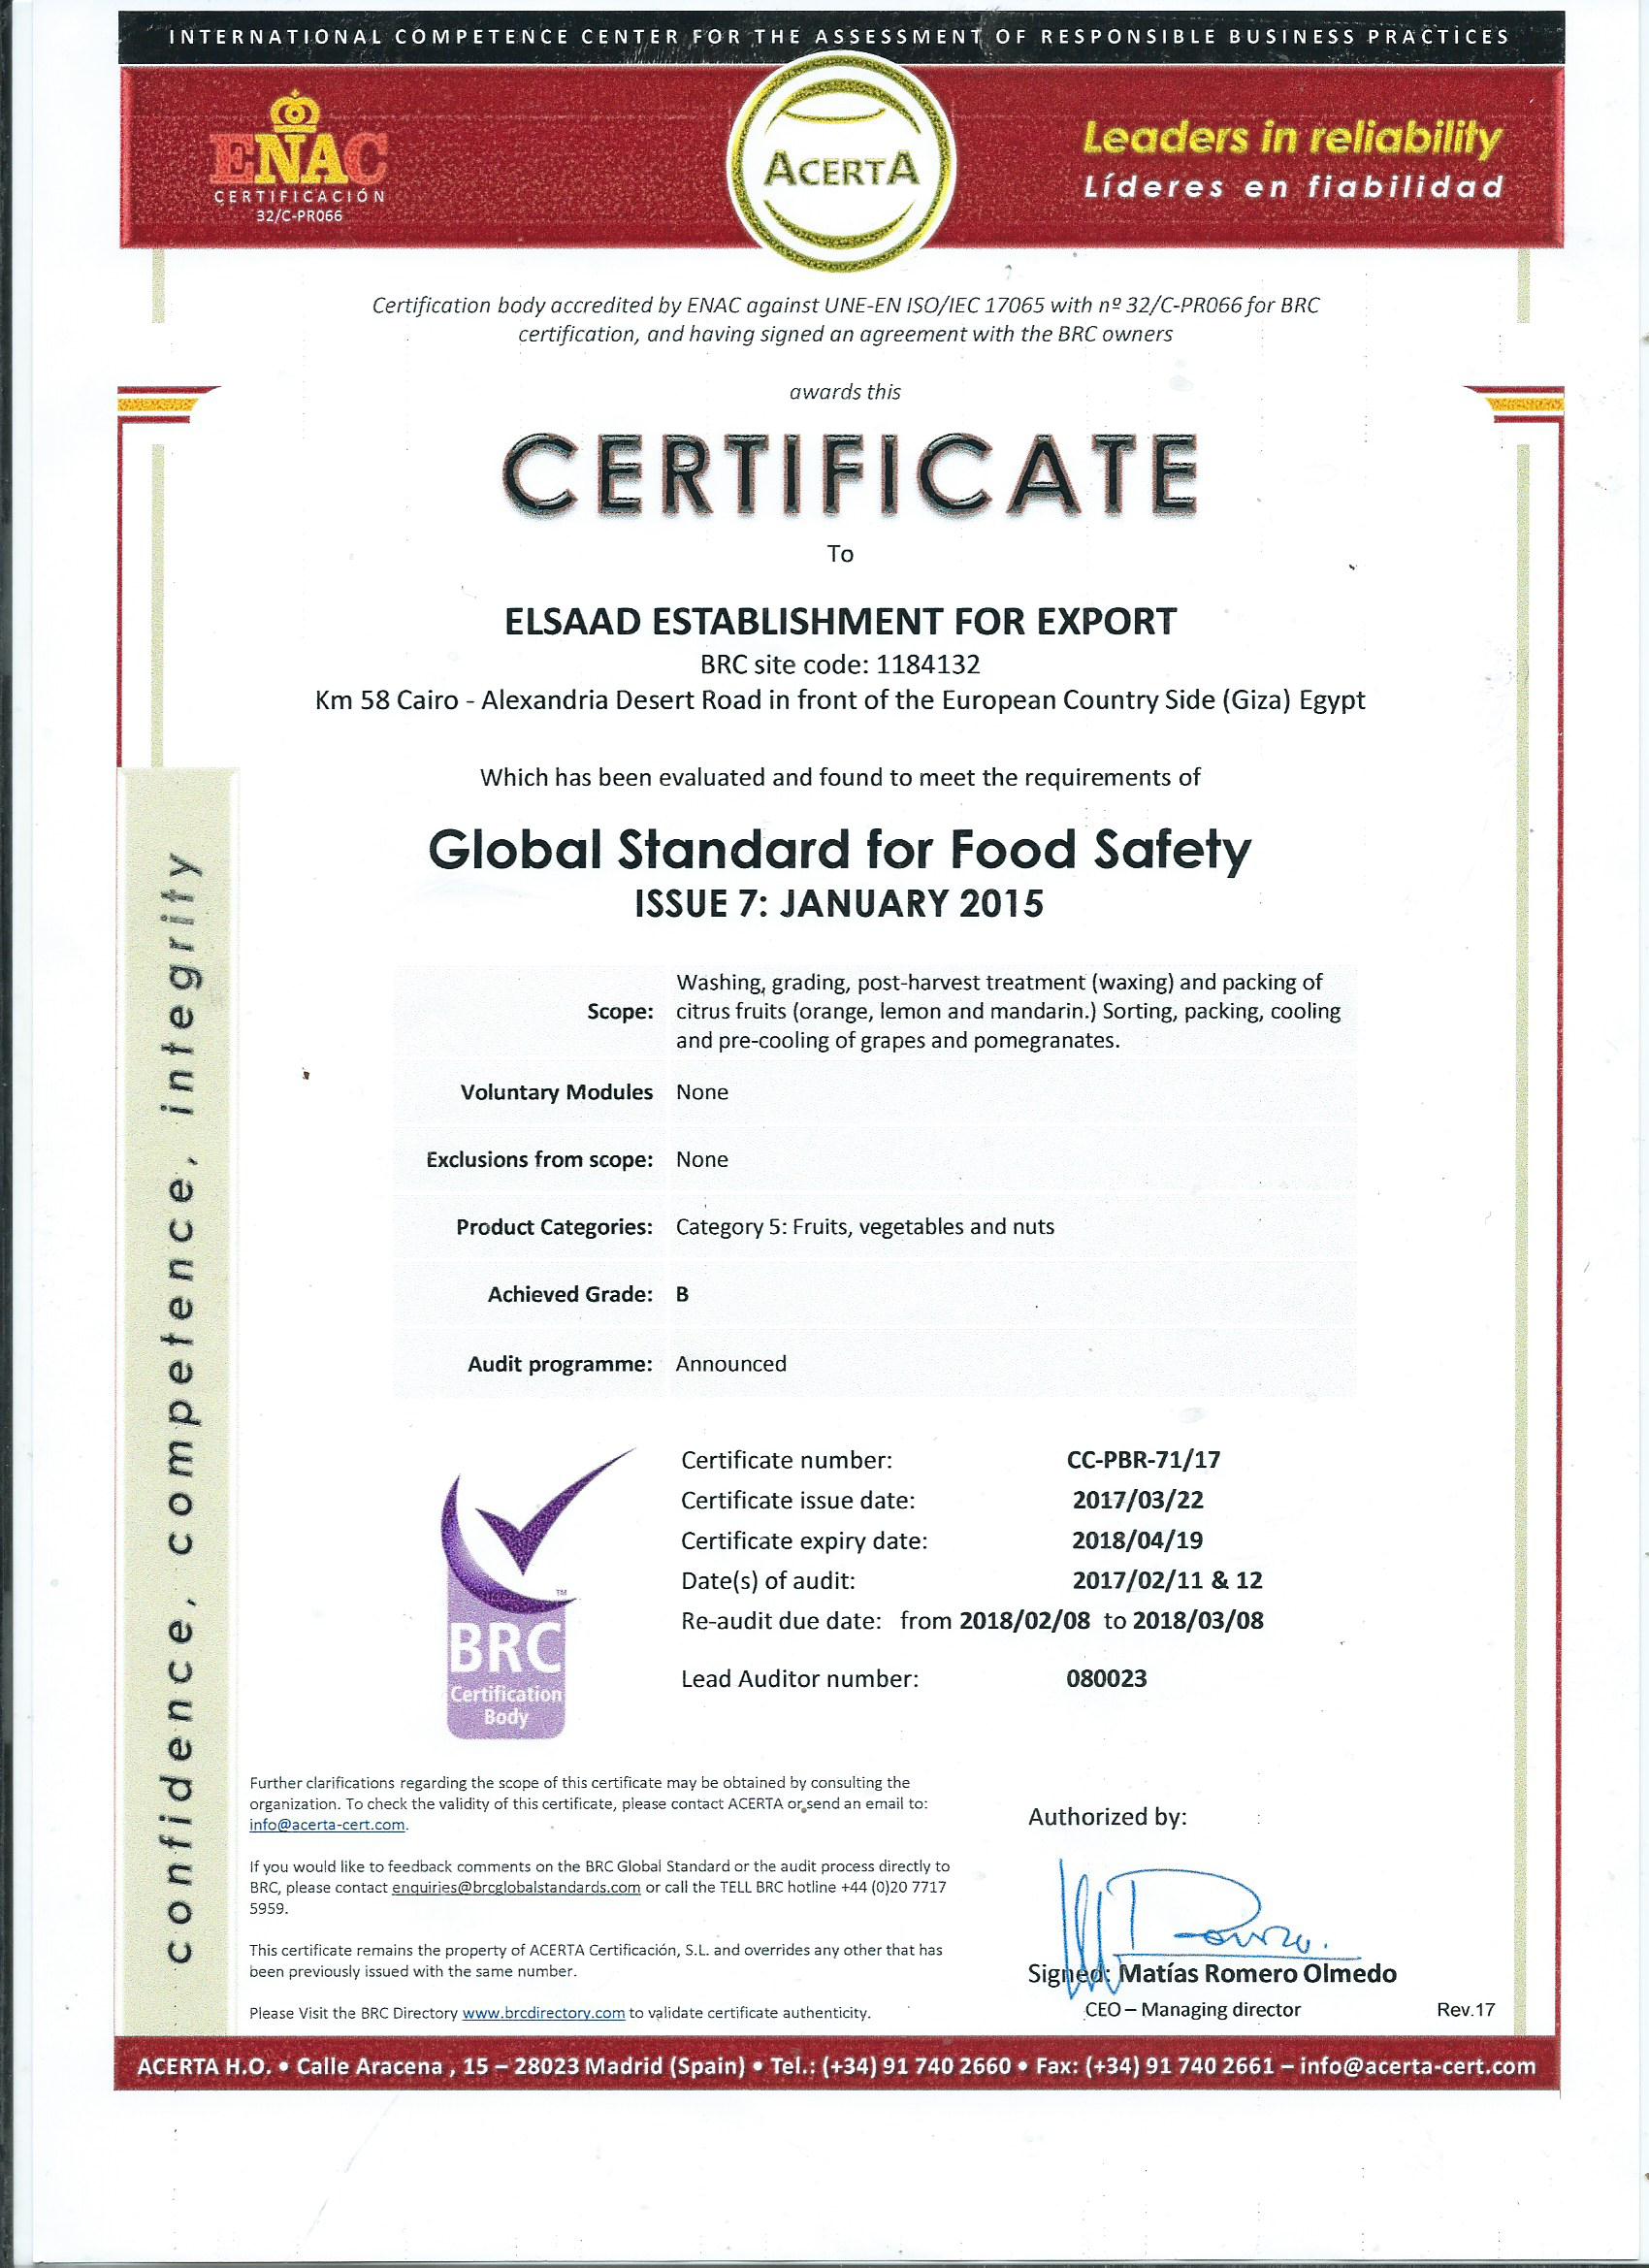 INTERNATIONAL COMPETENCE CENTER FOR THE ASSESSMENT OF RESPONSIBLE BUSINESS PRACTICES
ENAC
CERTIFICACIÓN
32/C-PR066
ACERTA
Leaders in reliability
Líderes en fiabilidad
Certification body accredited by ENAC against UNE-EN ISO/IEC 17065 with nº 32/C-PR066 for BRC
certification, and having signed an agreement with the BRC owners
awards this
CERTIFICATE
To
ELSAAD ESTABLISHMENT FOR EXPORT
BRC site code: 1184132
Km 58 Cairo - Alexandria Desert Road in front of the European Country Side (Giza) Egypt
Which has been evaluated and found to meet the requirements of
Global Standard for Food Safety
ISSUE 7: JANUARY 2015
confidence, competence, integrity
Scope: Washing, grading, post-harvest treatment (waxing) and packing of
citrus fruits (orange, lemon and mandarin.) Sorting, packing, cooling
and pre-cooling of grapes and pomegranates.
Voluntary Modules None
Exclusions from scope: None
Product Categories: Category 5: Fruits, vegetables and nuts
Achieved Grade: B
Audit programme: Announced
BRC
Certification
Body
TM
Certificate number: CC-PBR-71/17
Certificate issue date: 2017/03/22
Certificate expiry date: 2018/04/19
Date(s) of audit: 2017/02/11 & 12
Re-audit due date: from 2018/02/08 to 2018/03/08
Lead Auditor number: 080023
Further clarifications regarding the scope of this certificate may be obtained by consulting the
organization. To check the validity of this certificate, please contact ACERTA or send an email to:
info@acerta-cert.com.
If you would like to feedback comments on the BRC Global Standard or the audit process directly to
BRC, please contact enquiries@brcglobalstandards.com or call the TELL BRC hotline +44 (0)20 7717
5959.
This certificate remains the property of ACERTA Certificación, S.L. and overrides any other that has
been previously issued with the same number.
Please Visit the BRC Directory www.brcdirectory.com to validate certificate authenticity.
Authorized by:
Signed: Matías Romero Olmedo
CEO – Managing director
Rev.17
ACERTA H.O. • Calle Aracena , 15 – 28023 Madrid (Spain) • Tel.: (+34) 91 740 2660 • Fax: (+34) 91 740 2661 – info@acerta-cert.com